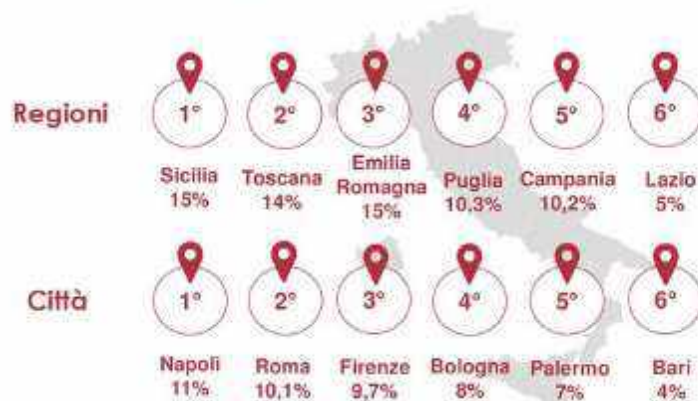 Regioni
1° 2° 3° 4° 5° 6°
Sicilia Toscana Emilia Romagna Puglia Campania Lazio
15% 14% 15% 10,3% 10,2% 5%
Città
1° 2° 3° 4° 5° 6°
Napoli Roma Firenze Bologna Palermo Bari
11% 10,1% 9,7% 8% 7% 4%